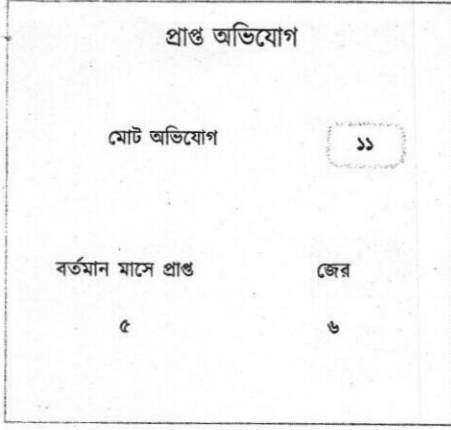 প্রাপ্ত অভিযোগ
মোট অভিযোগ ১১
বর্তমান মাসে প্রাপ্ত জের
৫ ৬